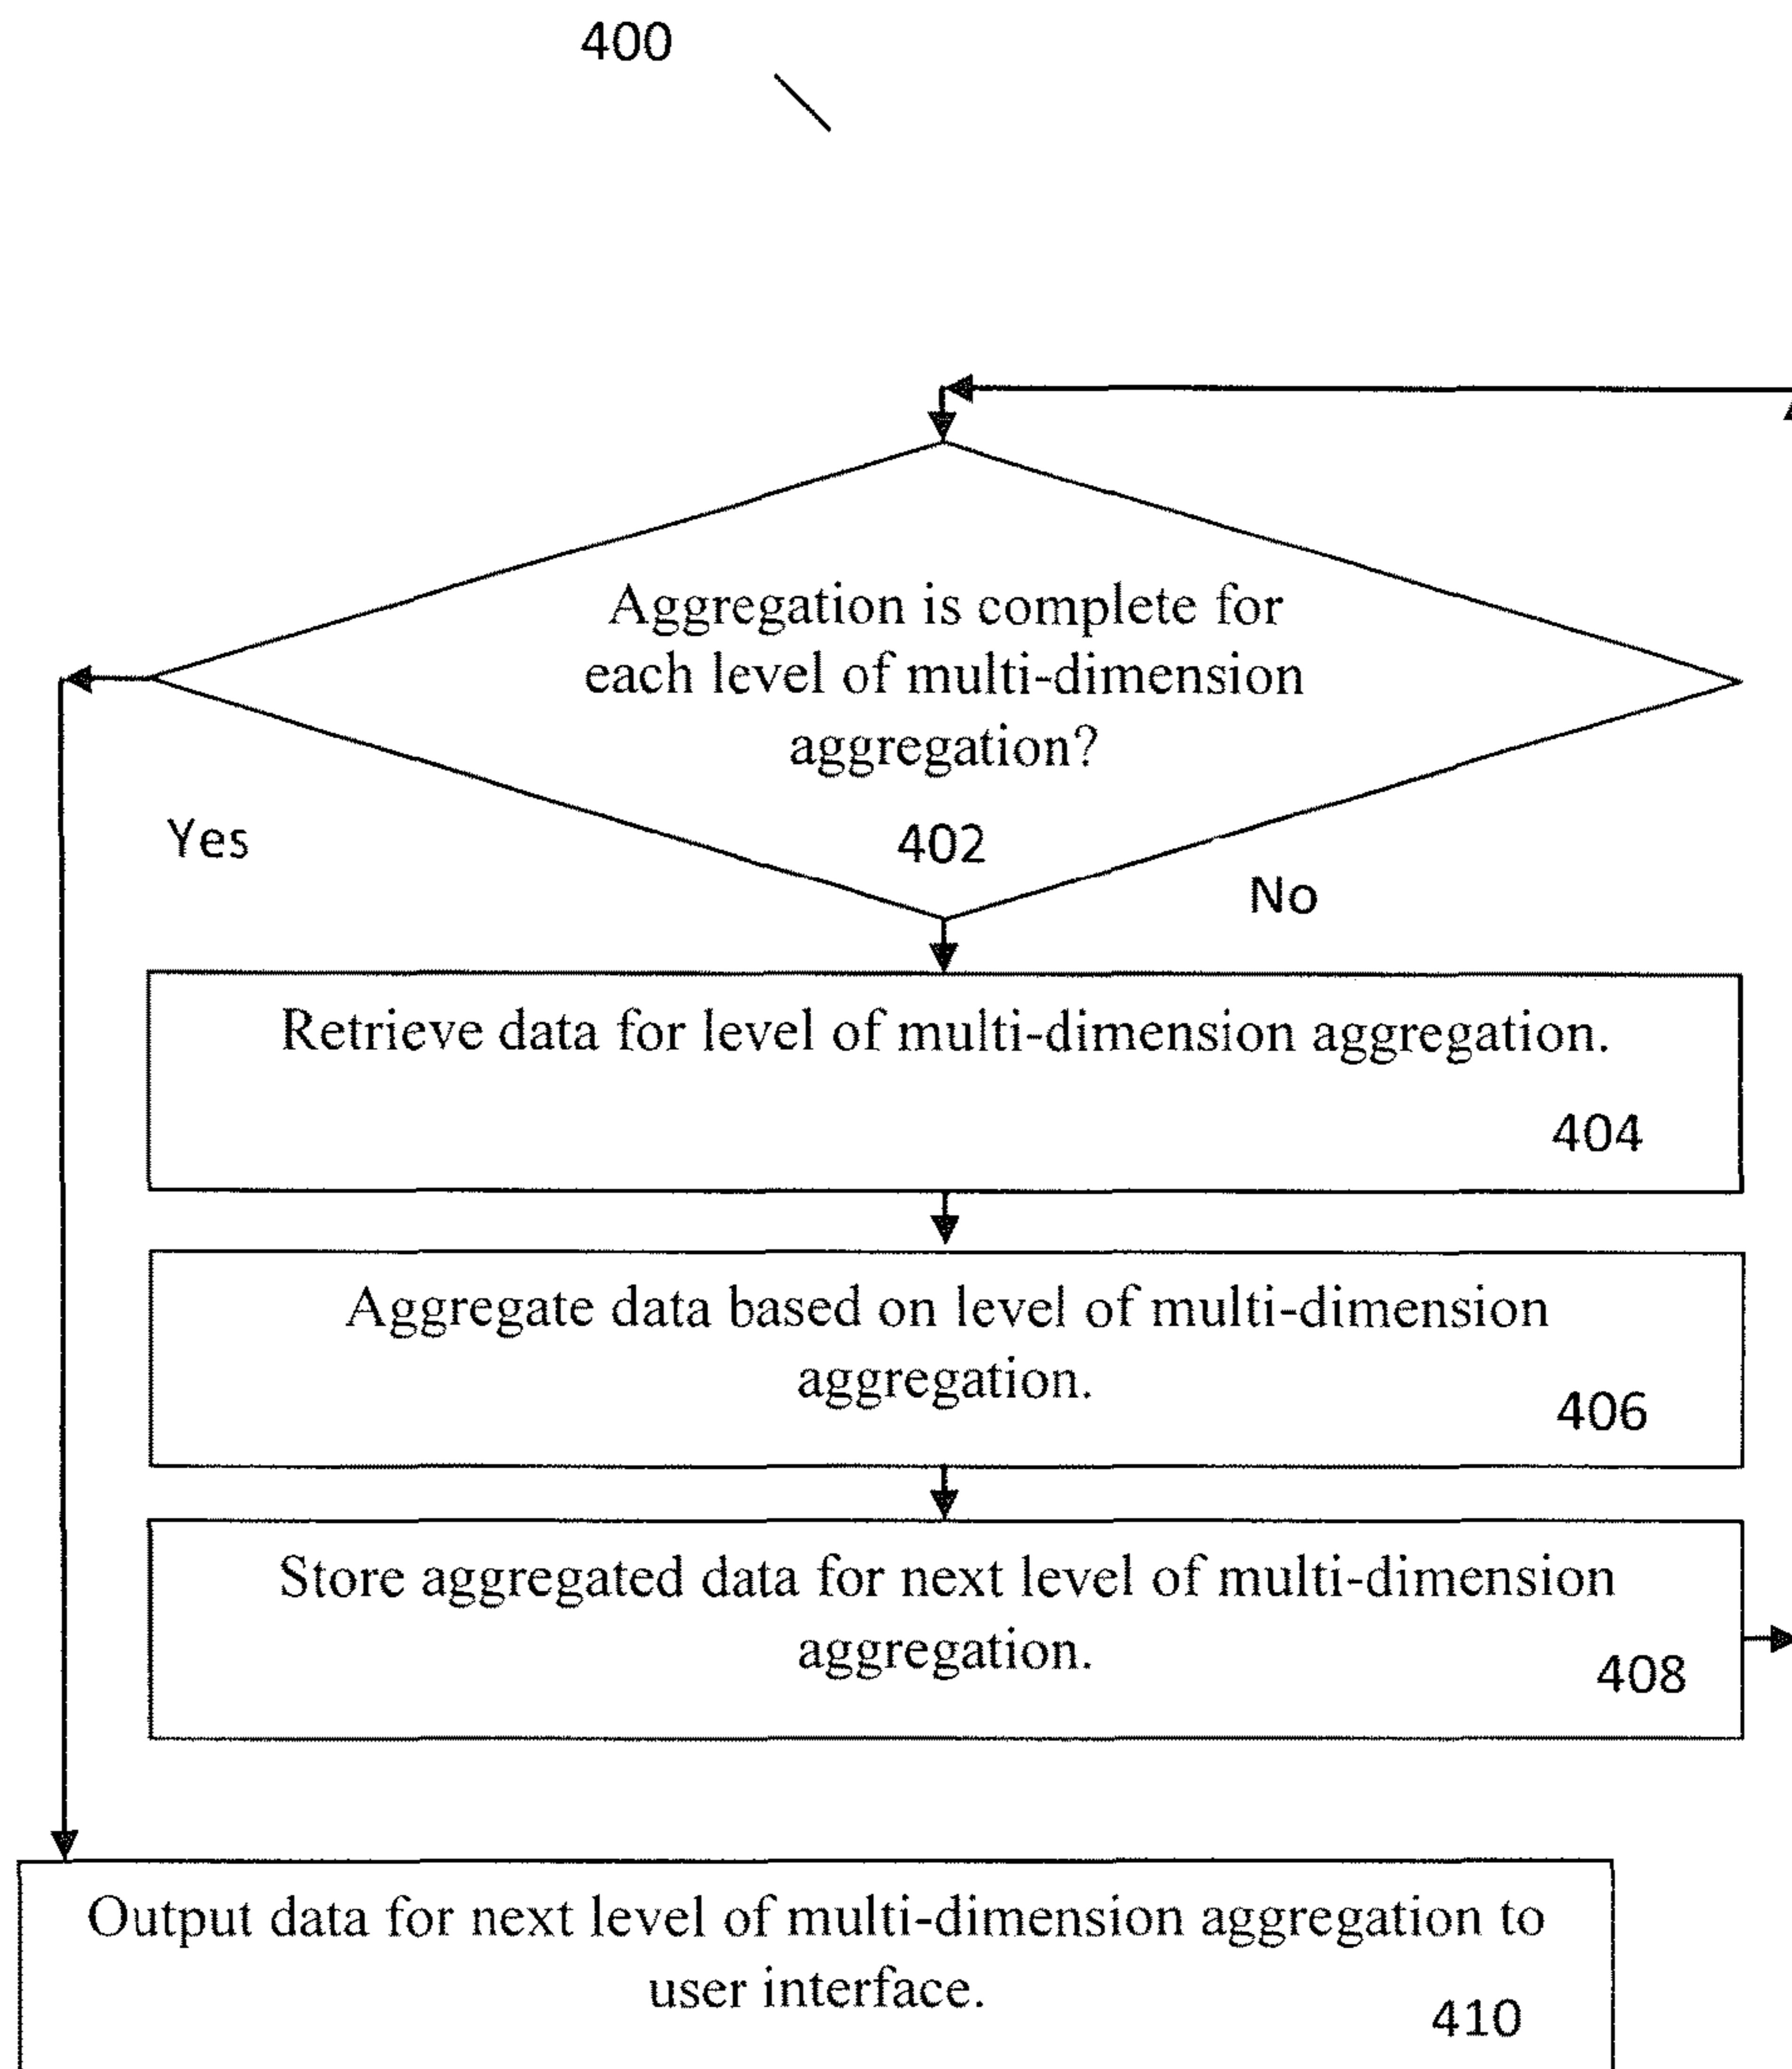 400
Aggregation is complete for
each level of multi-dimension
aggregation?
402
Yes
No
Retrieve data for level of multi-dimension aggregation.
404
Aggregate data based on level of multi-dimension
aggregation.
406
Store aggregated data for next level of multi-dimension
aggregation.
408
Output data for next level of multi-dimension aggregation to
user interface.
410